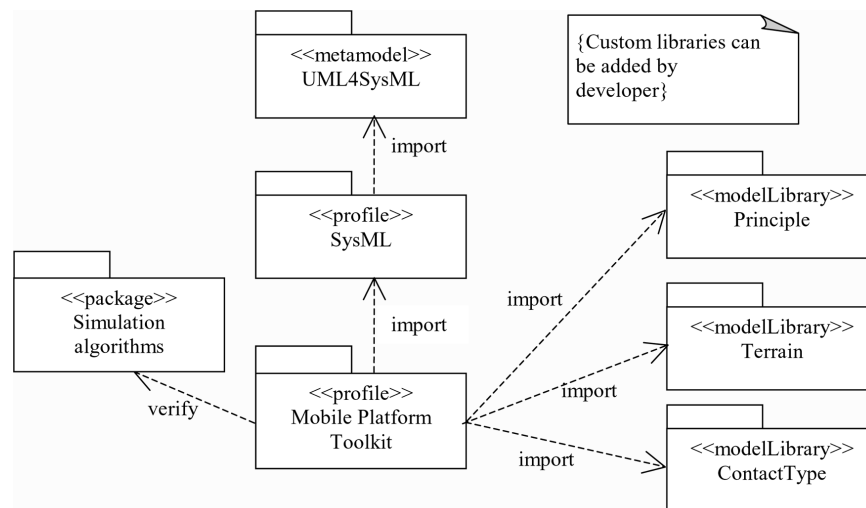 <<metamodel>>
UML4SysML
{Custom libraries can
be added by
developer}
import
<<profile>>
SysML
<<modelLibrary>>
Principle
<<package>>
Simulation
algorithms
import
import
<<modelLibrary>>
Terrain
<<profile>>
Mobile Platform
Toolkit
verify
import
import
<<modelLibrary>>
ContactType